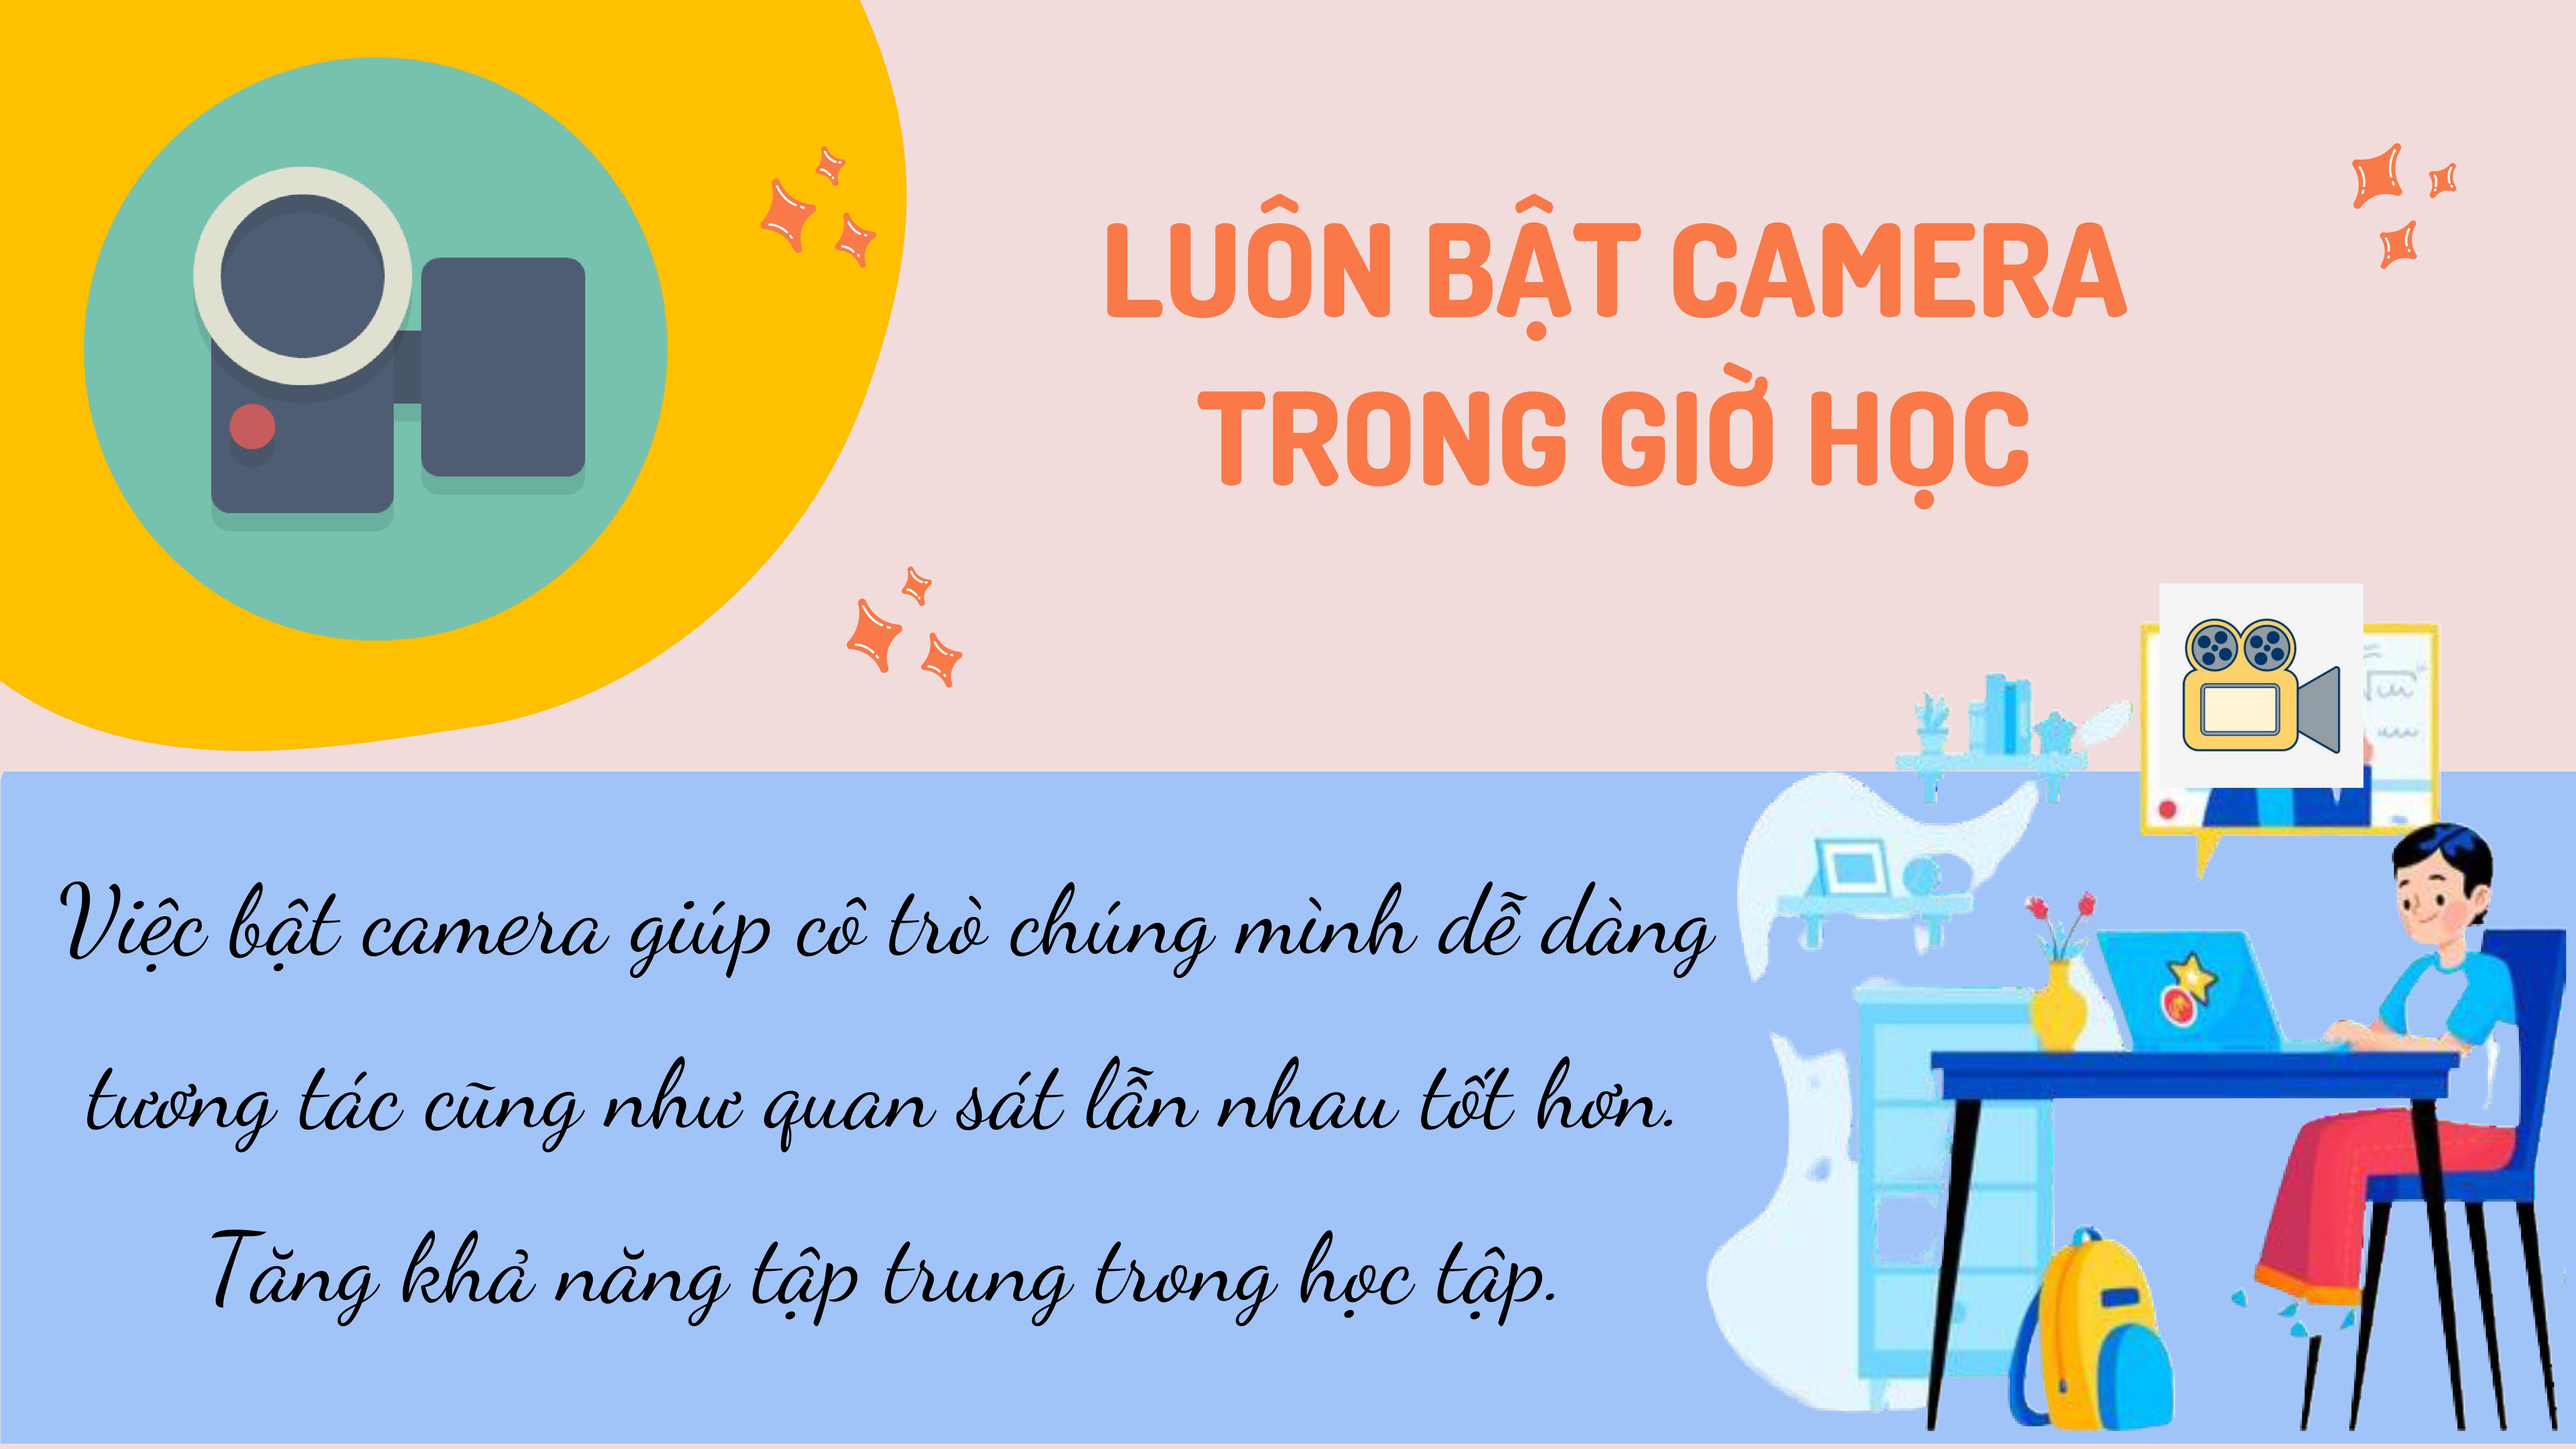 LUÔN BẬT CAMERA
TRONG GIỜ HỌC
Việc bật camera giúp cô trò chúng mình dễ dàng
tương tác cũng như quan sát lẫn nhau tốt hơn.
Tăng khả năng tập trung trong học tập.